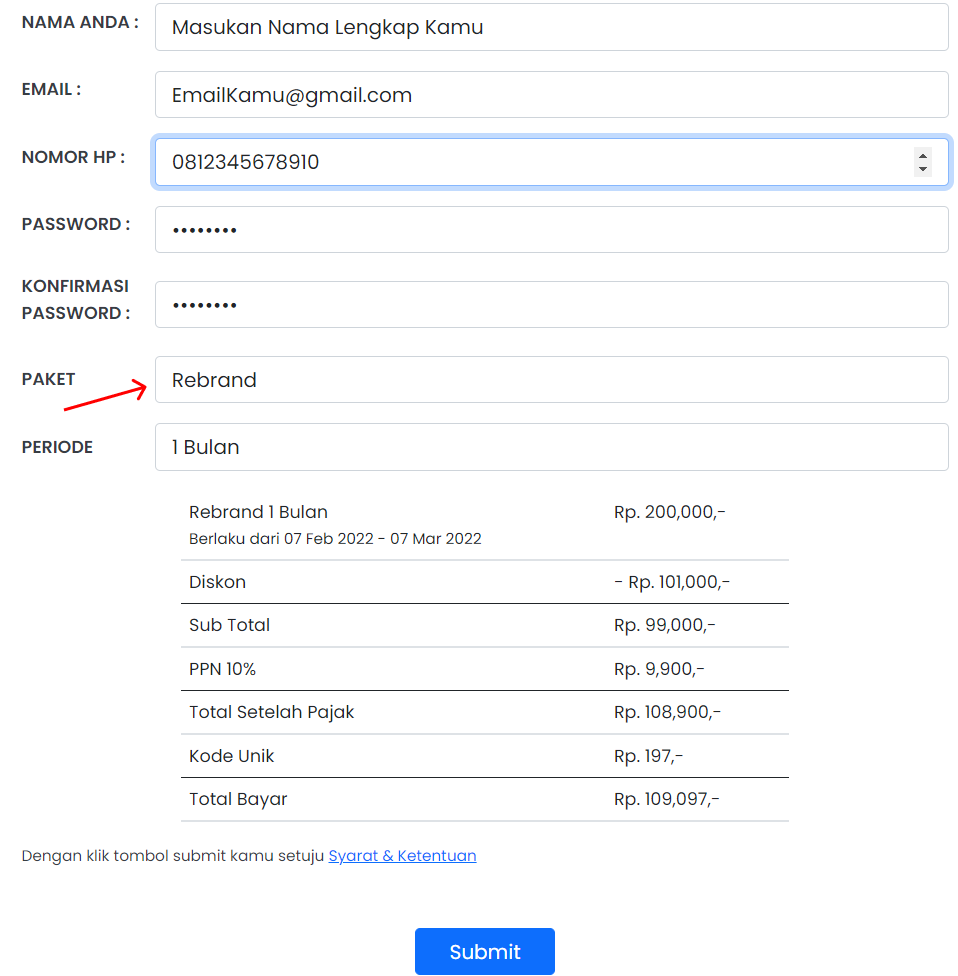 NAMA ANDA : Masukan Nama Lengkap Kamu
EMAIL : EmailKamu@gmail.com
NOMOR HP : 0812345678910
PASSWORD : ••••••••
KONFIRMASI
PASSWORD : ••••••••
PAKET Rebrand
PERIODE 1 Bulan
Rebrand 1 Bulan Rp. 200,000,-
Berlaku dari 07 Feb 2022 - 07 Mar 2022
Diskon - Rp. 101,000,-
Sub Total Rp. 99,000,-
PPN 10% Rp. 9,900,-
Total Setelah Pajak Rp. 108,900,-
Kode Unik Rp. 197,-
Total Bayar Rp. 109,097,-
Dengan klik tombol submit kamu setuju Syarat & Ketentuan
Submit